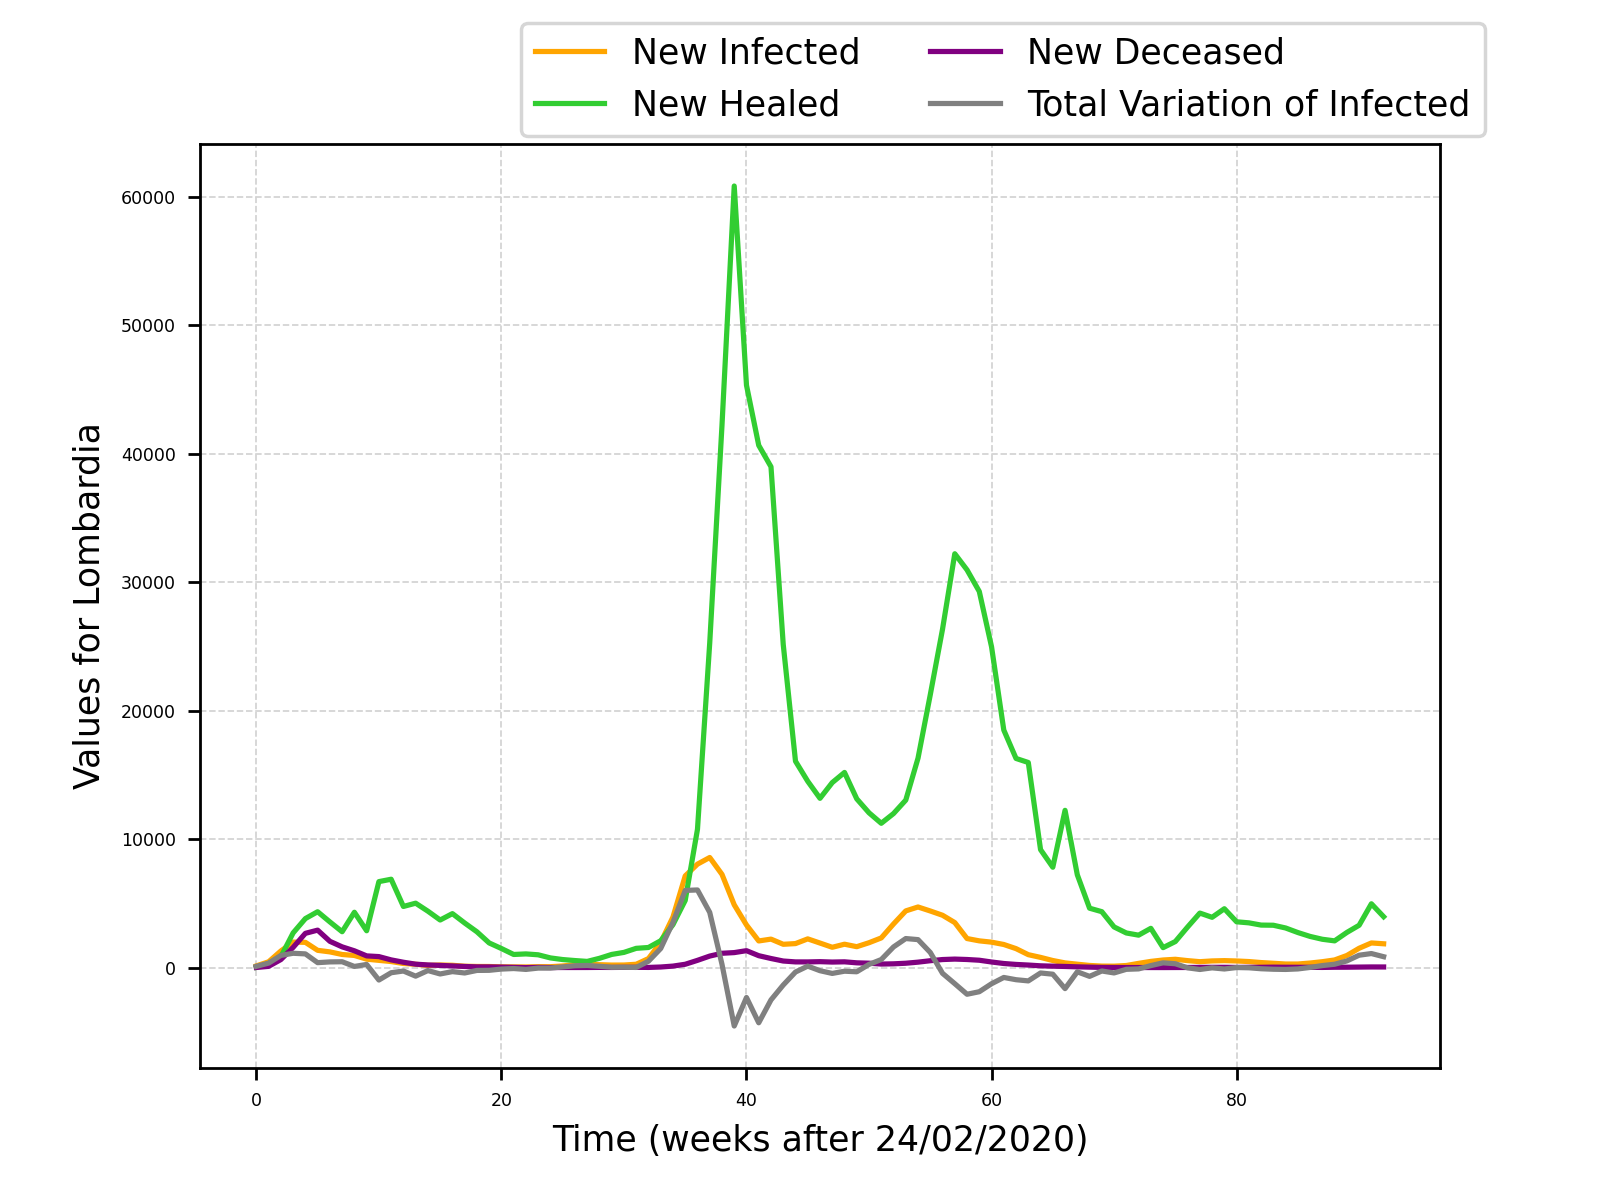 New Infected
New Healed
New Deceased
Total Variation of Infected
Values for Lombardia
60000
50000
40000
30000
20000
10000
0
0 20 40 60 80
Time (weeks after 24/02/2020)